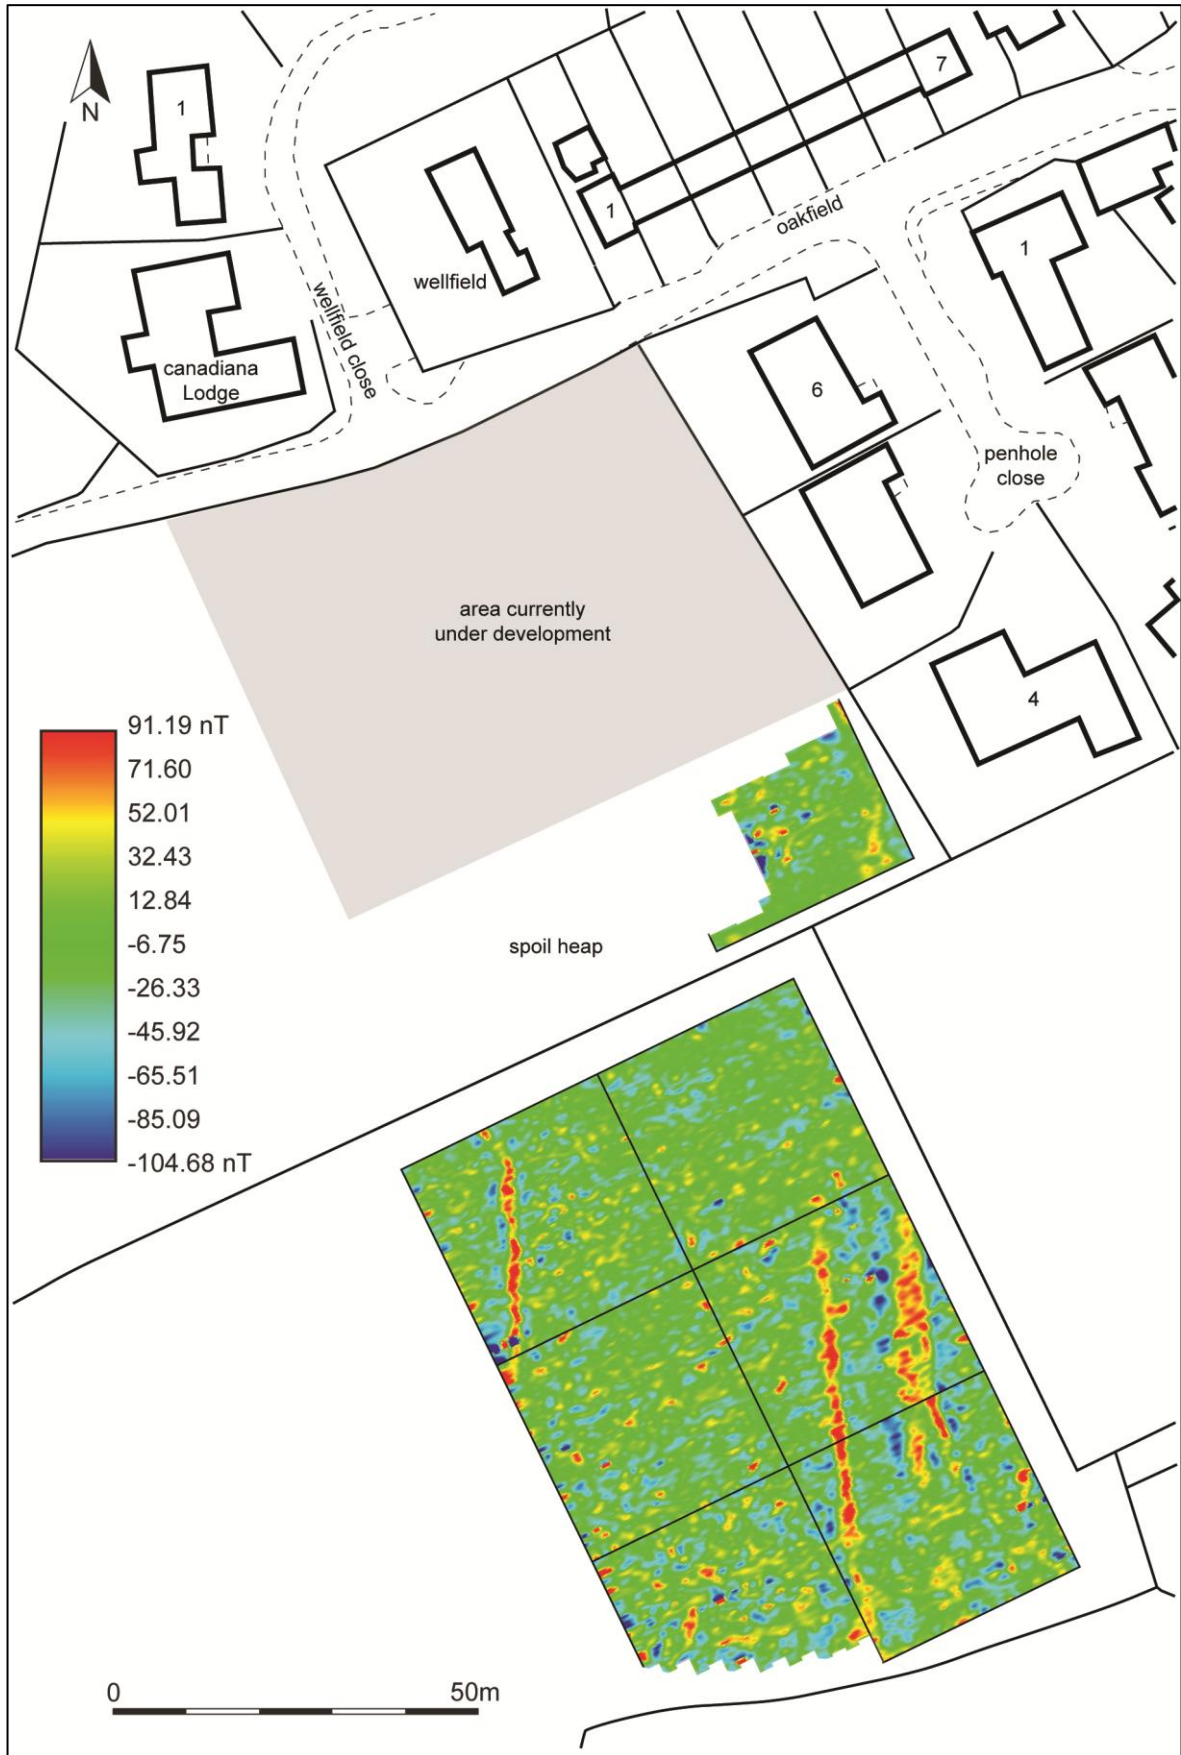 N
1
7
1
oakfield
1
wellfield
wellfield close
canadiana
Lodge
6
penhole
close
area currently
under development
4
91.19 nT
71.60
52.01
32.43
12.84
-6.75
-26.33
-45.92
-65.51
-85.09
-104.68 nT
spoil heap
0
50m